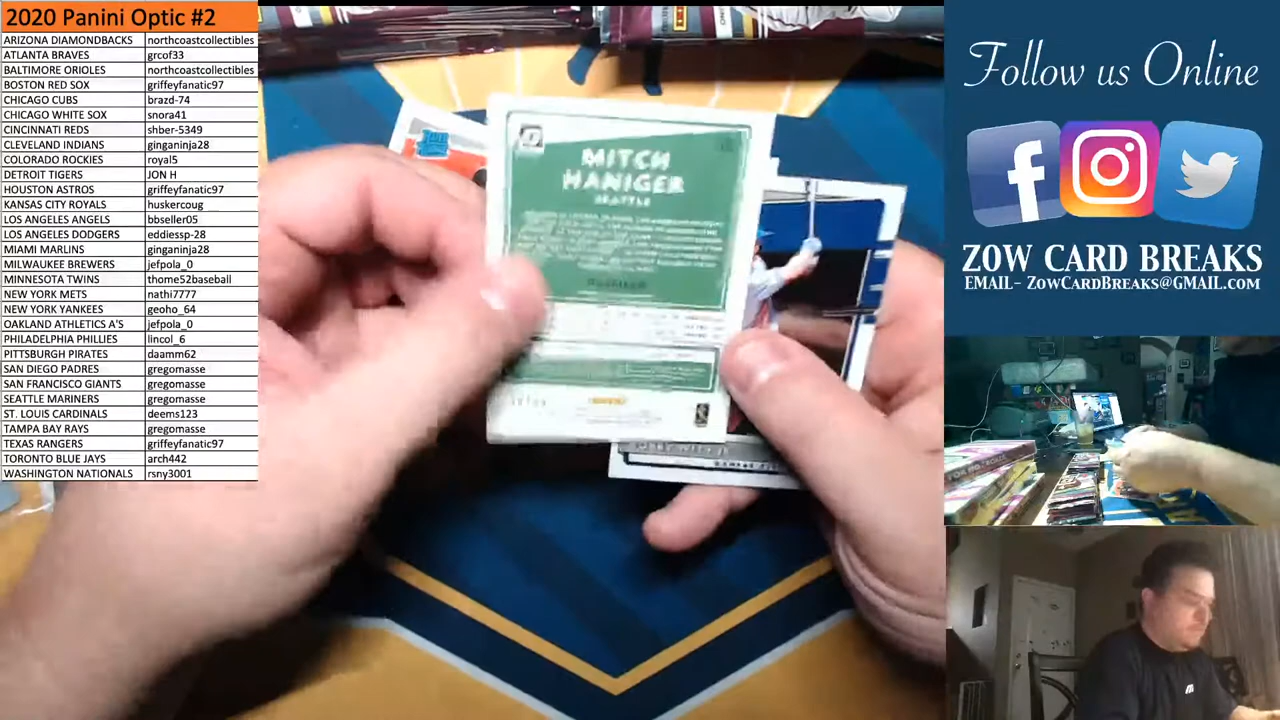 2020 Panini Optic #2
ARIZONA DIAMONDBACKS northcoastcollectibles
ATLANTA BRAVES grcof33
BALTIMORE ORIOLES northcoastcollectibles
BOSTON RED SOX griffeyfanatic97
CHICAGO CUBS brazd-74
CHICAGO WHITE SOX snora41
CINCINNATI REDS shber-5349
CLEVELAND INDIANS ginganinja28
COLORADO ROCKIES royal5
DETROIT TIGERS JON H
HOUSTON ASTROS griffeyfanatic97
KANSAS CITY ROYALS huskercoug
LOS ANGELES ANGELS bbseller05
LOS ANGELES DODGERS eddiessp-28
MIAMI MARLINS ginganinja28
MILWAUKEE BREWERS jefpola_0
MINNESOTA TWINS thome52baseball
NEW YORK METS nathi7777
NEW YORK YANKEES geoho_64
OAKLAND ATHLETICS A'S jefpola_0
PHILADELPHIA PHILLIES lincol_6
PITTSBURGH PIRATES daamm62
SAN DIEGO PADRES gregomasse
SAN FRANCISCO GIANTS gregomasse
SEATTLE MARINERS gregomasse
ST. LOUIS CARDINALS deems123
TAMPA BAY RAYS gregomasse
TEXAS RANGERS griffeyfanatic97
TORONTO BLUE JAYS arch442
WASHINGTON NATIONALS rsny3001
MITCH
HANIGER
SEATTLE
Follow us Online
ZOW CARD BREAKS
EMAIL- ZOWCARDBREAKS@GMAIL.COM